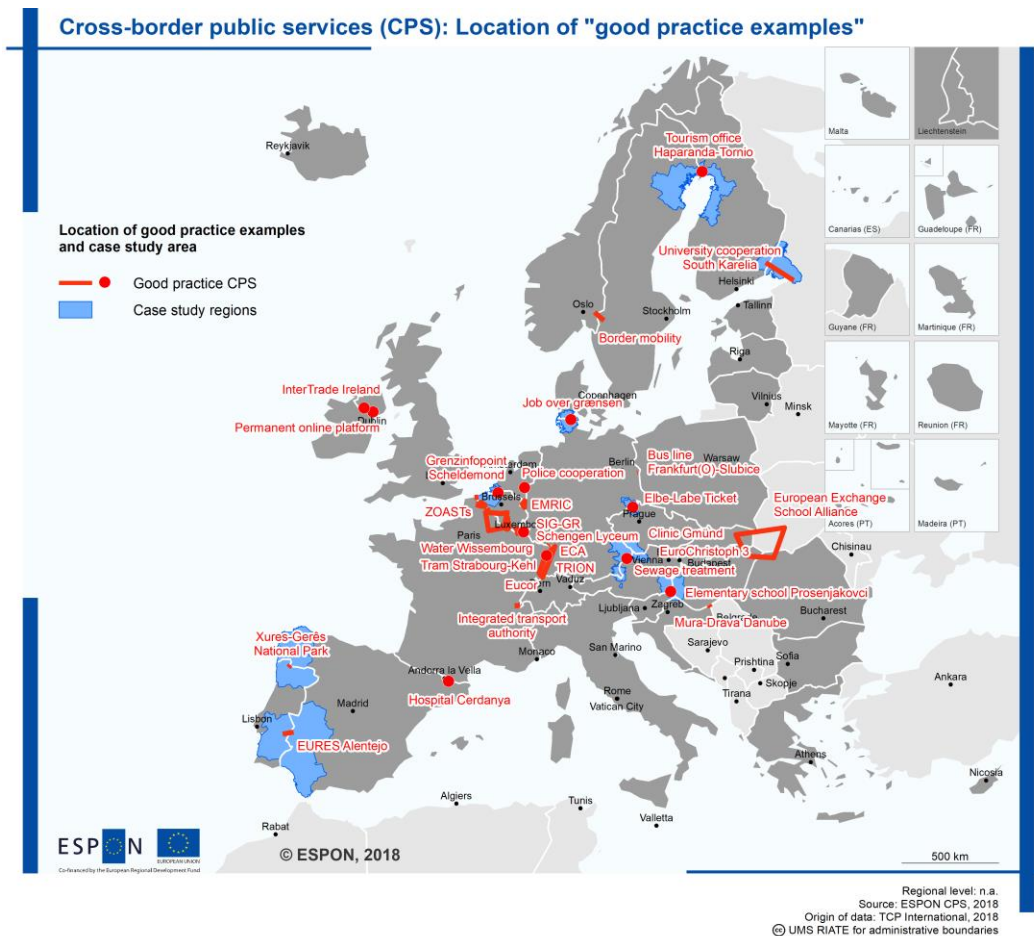 Cross-border public services (CPS): Location of "good practice examples"
Reykjavik
Malta
Liechtenstein
Tourism office
Haparanda-Tornio
Location of good practice examples
and case study area
Good practice CPS
Case study regions
Canarias (ES)
Guadeloupe (FR)
University cooperation
South Karelia
Helsinki
Oslo
Stockholm
Tallinn
Border mobility
Guyane (FR)
Martinique (FR)
Riga
InterTrade Ireland
Dublin
Permanent online platform
Copenhagen
Job over grænsen
Vilnius
Minsk
Mayotte (FR)
Reunion (FR)
Grenzinfopoint
Scheldemond
Police cooperation
Berlin
Bus line
Frankfurt(O)-Slubice
Warsaw
Brussels
ZOASTs
EMRIC
Elbe-Labe Ticket
Prague
European Exchange
School Alliance
Acores (PT)
Madeira (PT)
Paris
SIG-GR
Schengen Lyceum
Clinic Gmünd
Chisinau
Water Wissembourg
ECA
EuroChristoph 3
Vienna
Budapest
Tram Strabourg-Kehl
TRION
Sewage treatment
Eucor
Vaduz
Elementary school Prosenjakovci
Ljubljana
Zagreb
Integrated transport
authority
Mura-Drava Danube
Bucharest
Xures-Gerês
National Park
Monaco
San Marino
Sarajevo
Prishtina
Sofia
Andorra la Vella
Hospital Cerdanya
Skopje
Tirana
Ankara
Madrid
Rome
Vatican City
Lisbon
EURES Alentejo
Athens
Nicosia
Algiers
Tunis
Valletta
Rabat
ESPON
EUROPEAN UNION
Co-financed by the European Regional Development Fund
© ESPON, 2018
500 km
Regional level: n.a.
Source: ESPON CPS, 2018
Origin of data: TCP International, 2018
UMS RIATE for administrative boundaries